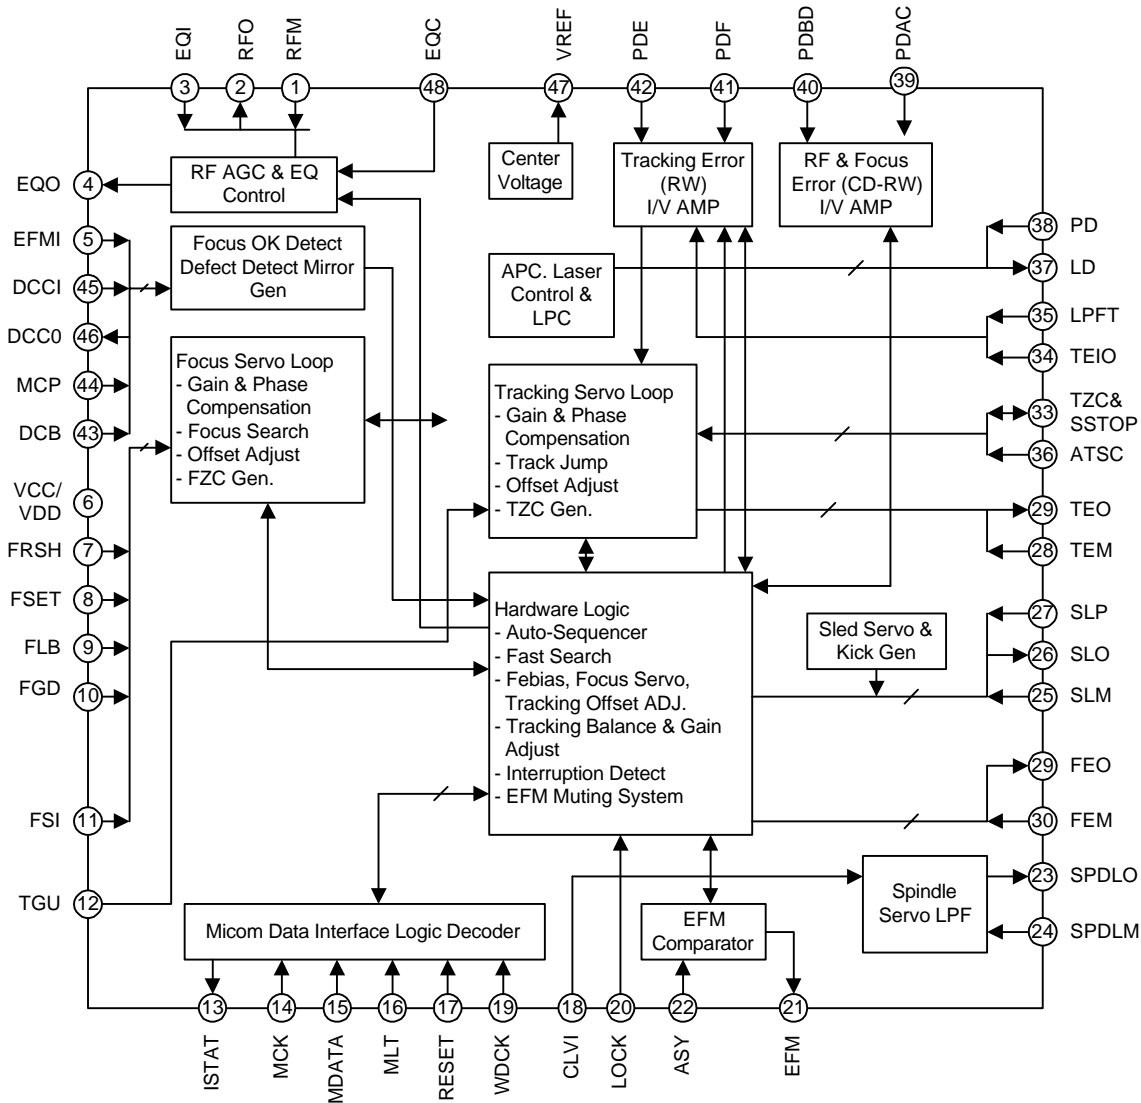 EQI
RFO
RFM
EQC
VREF
PDE
PDF
PDBD
PDAC
3
2
1
48
47
42
41
40
39
EQO
4
EFMI
5
DCCI
45
DCC0
46
MCP
44
DCB
43
VCC/
VDD
6
FRSH
7
FSET
8
FLB
9
FGD
10
FSI
11
TGU
12
RF AGC & EQ
Control
Focus OK Detect
Defect Detect Mirror
Gen
Focus Servo Loop
- Gain & Phase
Compensation
- Focus Search
- Offset Adjust
- FZC Gen.
Center
Voltage
Tracking Error
(RW)
I/V AMP
RF & Focus
Error (CD-RW)
I/V AMP
APC. Laser
Control &
LPC
Tracking Servo Loop
- Gain & Phase
Compensation
- Track Jump
- Offset Adjust
- TZC Gen.
Hardware Logic
- Auto-Sequencer
- Fast Search
- Febias, Focus Servo,
Tracking Offset ADJ.
- Tracking Balance & Gain
Adjust
- Interruption Detect
- EFM Muting System
Sled Servo &
Kick Gen
Spindle
Servo LPF
Micom Data Interface Logic Decoder
EFM
Comparator
38
PD
37
LD
35
LPFT
34
TEIO
33
TZC&
SSTOP
36
ATSC
29
TEO
28
TEM
27
SLP
26
SLO
25
SLM
29
FEO
30
FEM
23
SPDLO
24
SPDLM
13
14
15
16
17
19
18
20
22
21
ISTAT
MCK
MDATA
MLT
RESET
WDCK
CLVI
LOCK
ASY
EFM